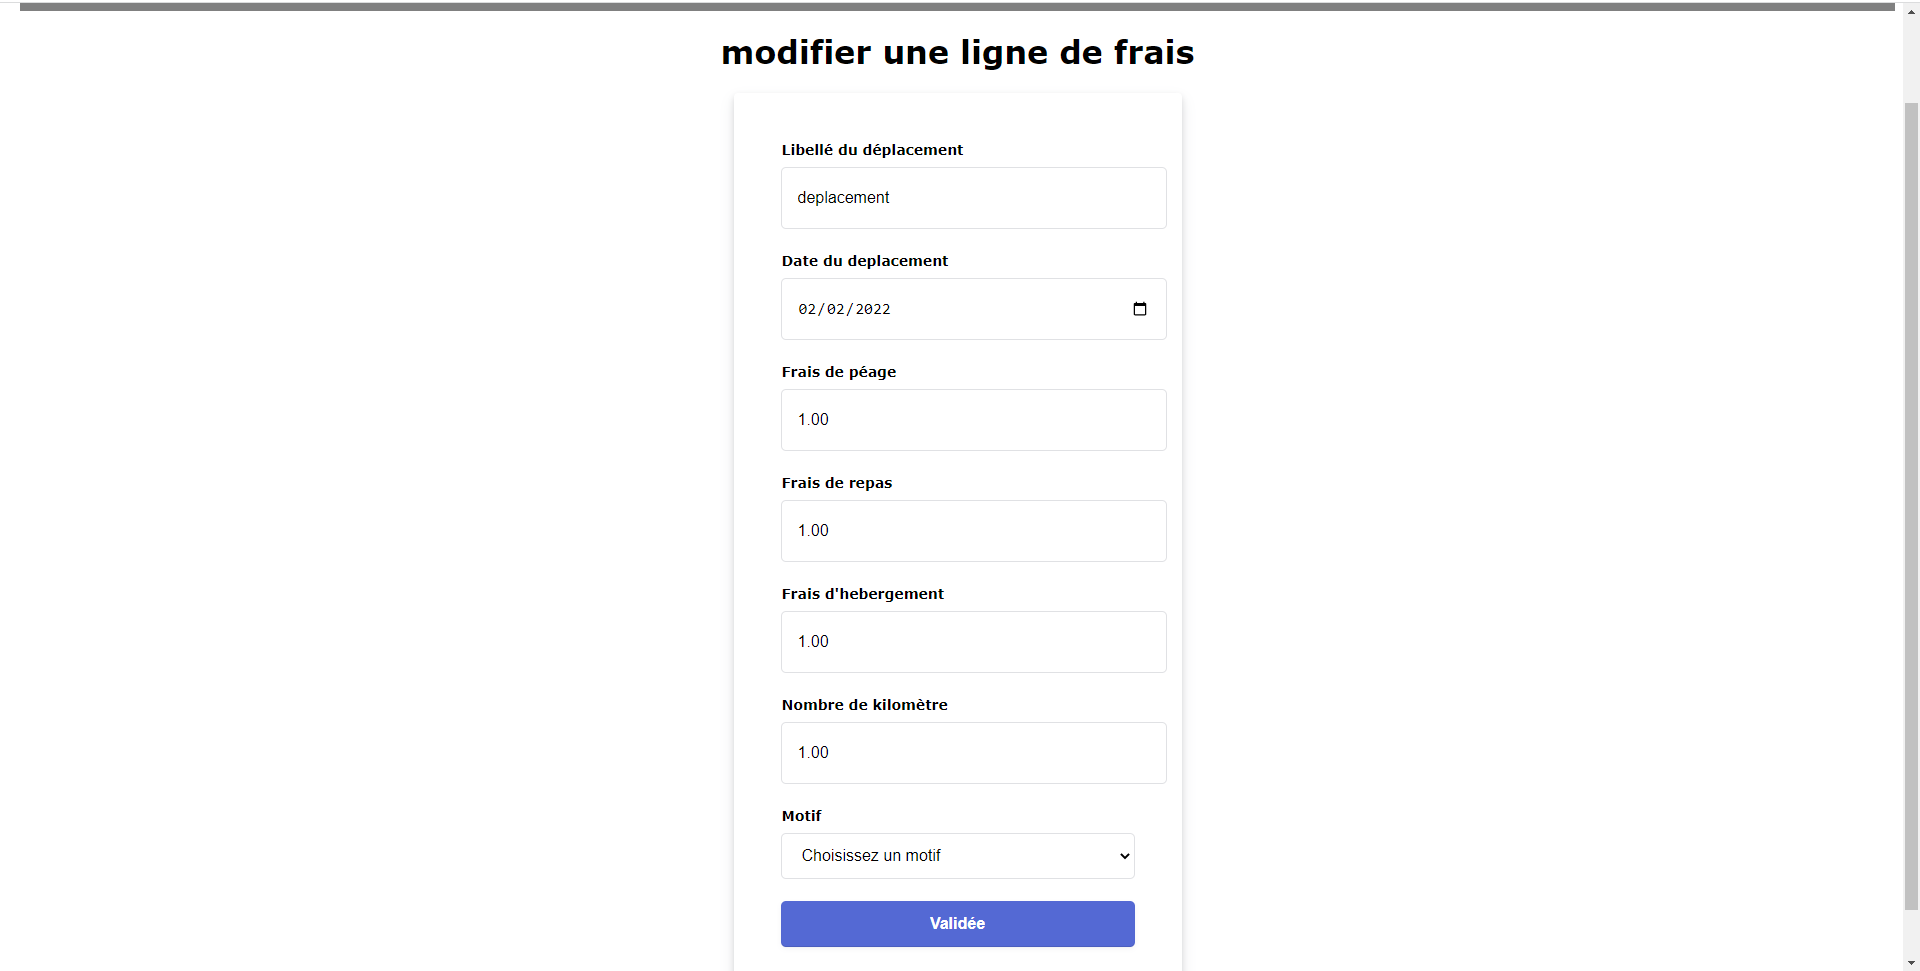 modifier une ligne de frais
Libellé du déplacement
deplacement
Date du deplacement
02/02/2022
Frais de péage
1.00
Frais de repas
1.00
Frais d'hebergement
1.00
Nombre de kilomètre
1.00
Motif
Choisissez un motif
Validée